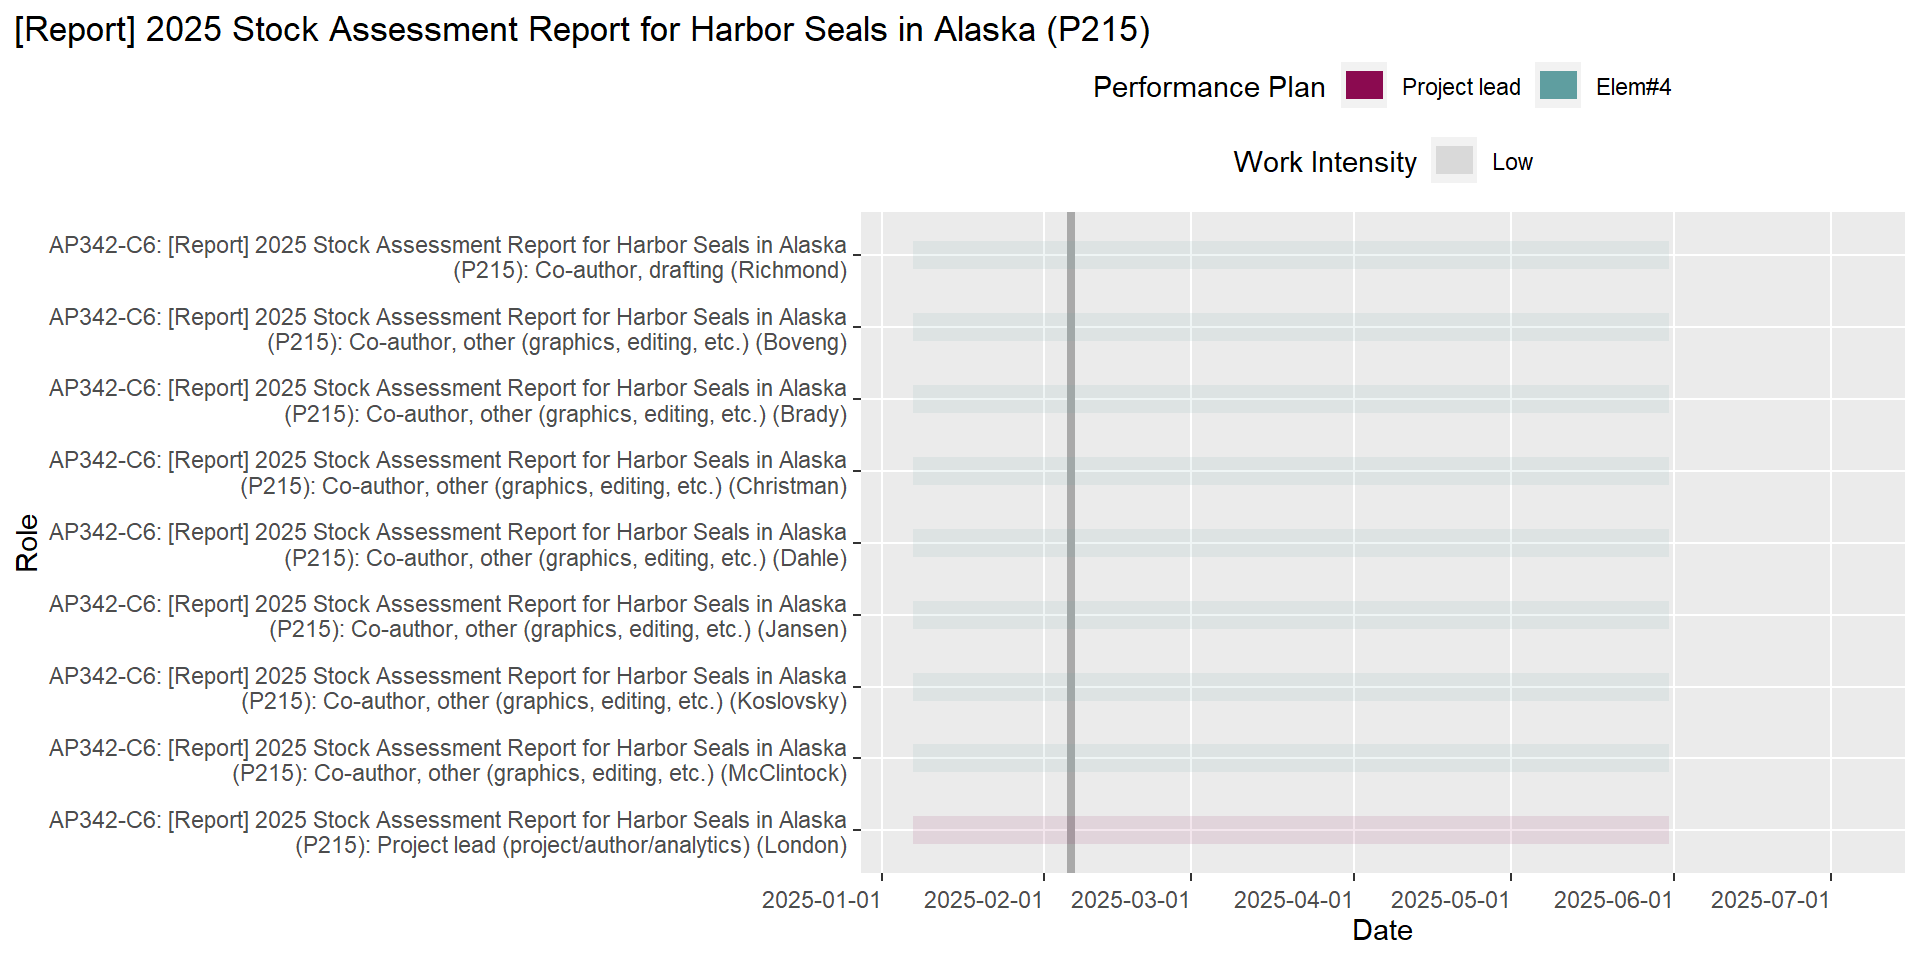 [Report] 2025 Stock Assessment Report for Harbor Seals in Alaska (P215)
Performance Plan Project lead Elem#4
Work Intensity Low
AP342-C6: [Report] 2025 Stock Assessment Report for Harbor Seals in Alaska
(P215): Co-author, drafting (Richmond)
AP342-C6: [Report] 2025 Stock Assessment Report for Harbor Seals in Alaska
(P215): Co-author, other (graphics, editing, etc.) (Boveng)
AP342-C6: [Report] 2025 Stock Assessment Report for Harbor Seals in Alaska
(P215): Co-author, other (graphics, editing, etc.) (Brady)
AP342-C6: [Report] 2025 Stock Assessment Report for Harbor Seals in Alaska
(P215): Co-author, other (graphics, editing, etc.) (Christman)
AP342-C6: [Report] 2025 Stock Assessment Report for Harbor Seals in Alaska
(P215): Co-author, other (graphics, editing, etc.) (Dahle)
AP342-C6: [Report] 2025 Stock Assessment Report for Harbor Seals in Alaska
(P215): Co-author, other (graphics, editing, etc.) (Jansen)
AP342-C6: [Report] 2025 Stock Assessment Report for Harbor Seals in Alaska
(P215): Co-author, other (graphics, editing, etc.) (Koslovsky)
AP342-C6: [Report] 2025 Stock Assessment Report for Harbor Seals in Alaska
(P215): Co-author, other (graphics, editing, etc.) (McClintock)
AP342-C6: [Report] 2025 Stock Assessment Report for Harbor Seals in Alaska
(P215): Project lead (project/author/analytics) (London)
Role
2025-01-01 2025-02-01 2025-03-01 2025-04-01 2025-05-01 2025-06-01 2025-07-01
Date